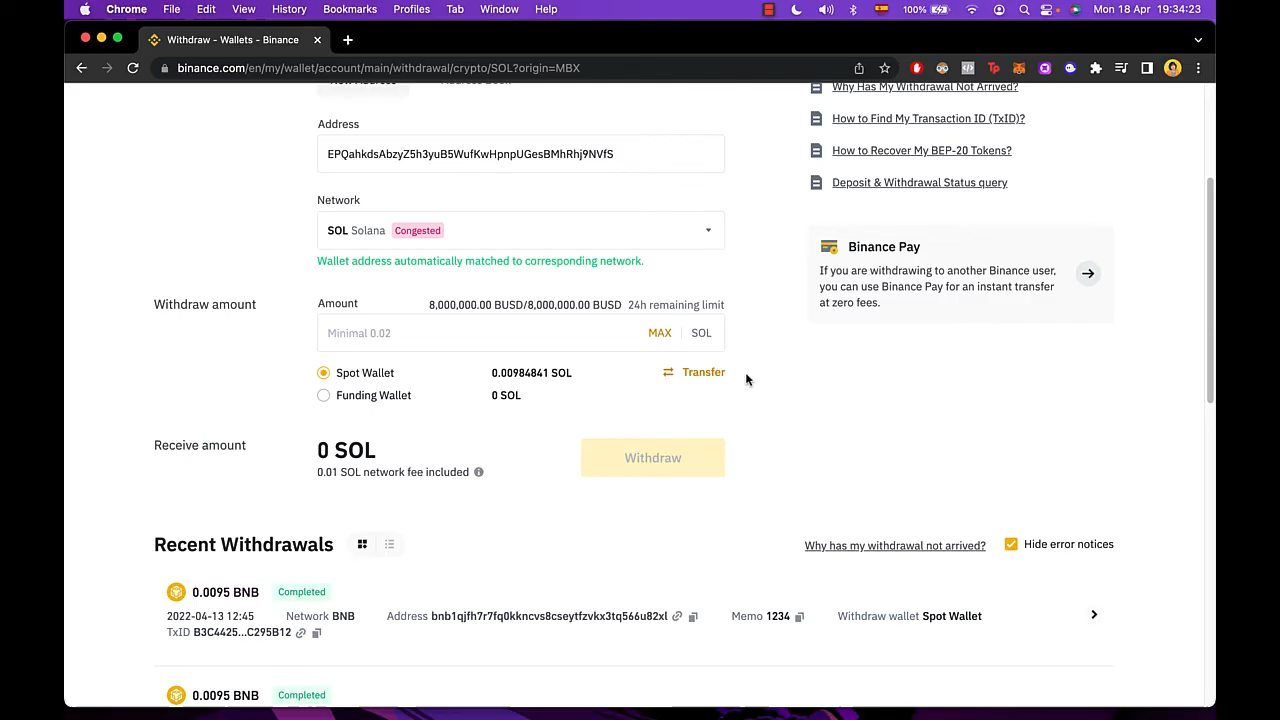 Chrome File Edit View History Bookmarks Profiles Tab Window Help 100% Mon 18 Apr 19:34:23
Withdraw - Wallets - Binance
binance.com/en/my/wallet/account/main/withdrawal/crypto/SOL?origin=MBX
Why Has My Withdrawal Not Arrived?
Address
How to Find My Transaction ID (TxID)?
EPQahkdsAbzyZ5h3yuB5WufKwHpnpUGesBMhRhj9NVfS
How to Recover My BEP-20 Tokens?
Deposit & Withdrawal Status query
Network
SOL Solana Congested
Wallet address automatically matched to corresponding network.
Binance Pay
If you are withdrawing to another Binance user,
you can use Binance Pay for an instant transfer
at zero fees.
Withdraw amount
Amount 8,000,000.00 BUSD/8,000,000.00 BUSD 24h remaining limit
Minimal 0.02 MAX SOL
Spot Wallet 0.00984841 SOL Transfer
Funding Wallet 0 SOL
Receive amount
0 SOL
0.01 SOL network fee included
Withdraw
Recent Withdrawals
Why has my withdrawal not arrived? Hide error notices
0.0095 BNB Completed
2022-04-13 12:45 Network BNB Address bnb1qjfh7r7fq0kkncvs8cseytfzvkx3tq566u82xl Memo 1234 Withdraw wallet Spot Wallet
TxID B3C4425...C295B12
0.0095 BNB Completed